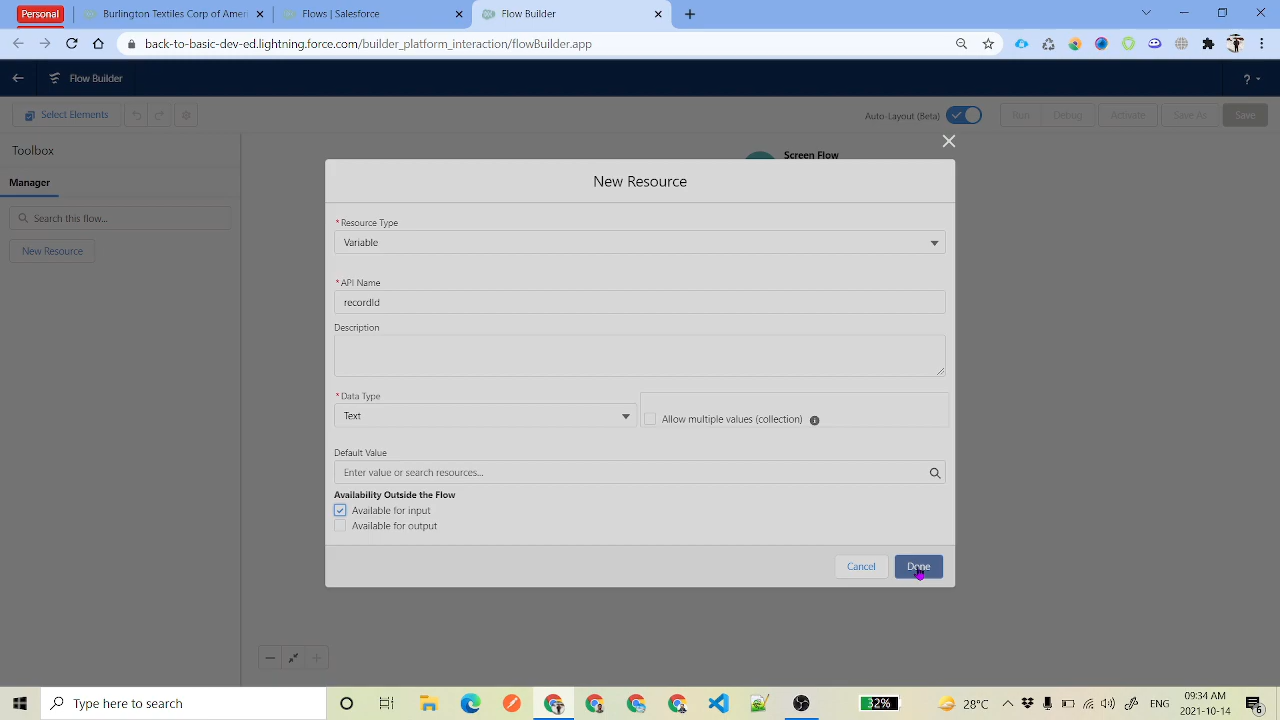 Personal
Burlington Textiles Corp of Ameri
Flows | Salesforce
Flow Builder
back-to-basic-dev-ed.lightning.force.com/builder_platform_interaction/flowBuilder.app
Flow Builder
?
Select Elements
Auto-Layout (Beta)
Run
Debug
Activate
Save As
Save
Toolbox
Screen Flow
Manager
Search this flow...
New Resource
New Resource
* Resource Type
Variable
* API Name
recordId
Description
* Data Type
Text
Allow multiple values (collection)
Default Value
Enter value or search resources...
Availability Outside the Flow
Available for input
Available for output
Cancel
Done
Type here to search
32%
28°C
ENG
09:34 AM
2021-10-14
6